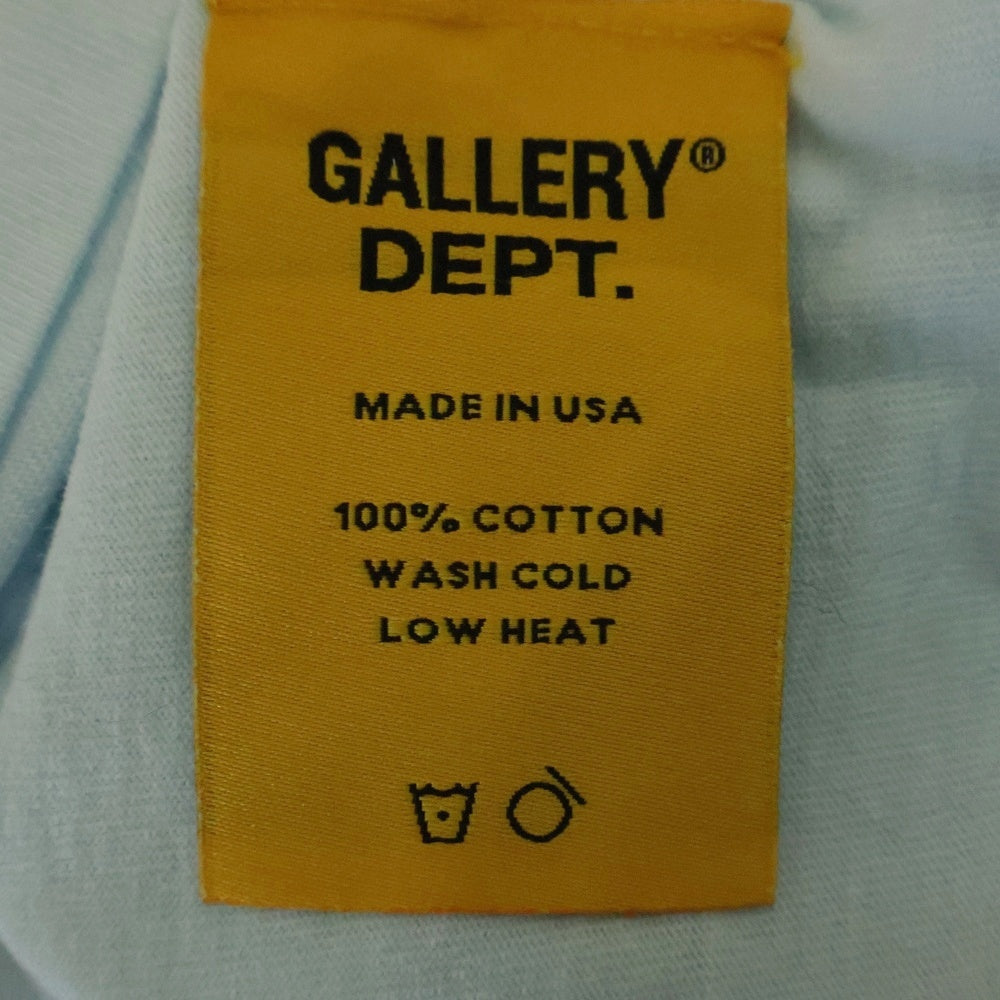 GALLERY®
DEPT.
MADE IN USA
100% COTTON
WASH COLD
LOW HEAT